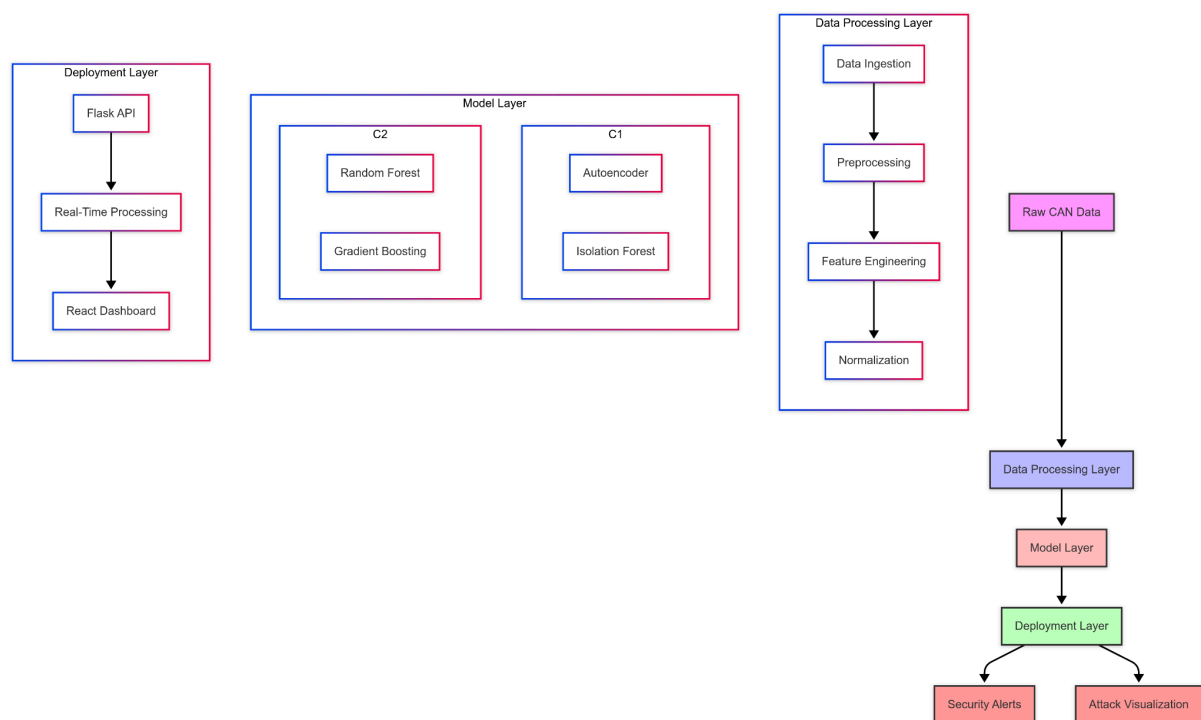 Deployment Layer
Flask API
Real-Time Processing
React Dashboard
Model Layer
C2
Random Forest
Gradient Boosting
C1
Autoencoder
Isolation Forest
Data Processing Layer
Data Ingestion
Preprocessing
Feature Engineering
Normalization
Raw CAN Data
Data Processing Layer
Model Layer
Deployment Layer
Security Alerts
Attack Visualization